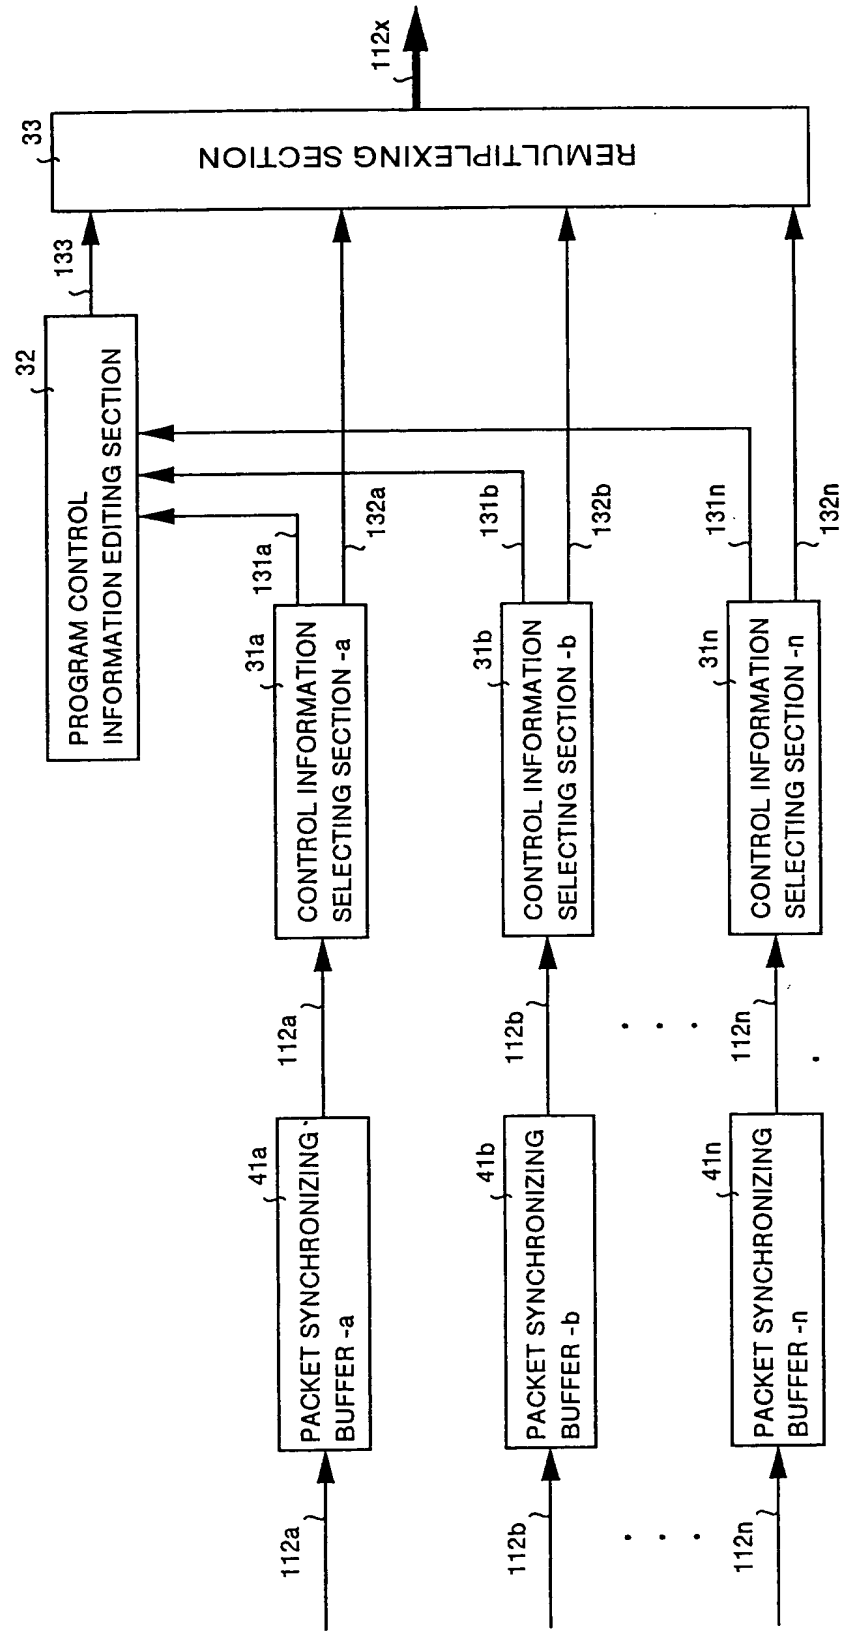 112a
41a
PACKET SYNCHRONIZING
BUFFER -a
112a
31a
CONTROL INFORMATION
SELECTING SECTION -a
131a
132a
32
PROGRAM CONTROL
INFORMATION EDITING SECTION
133
33
REMULTIPLEXING SECTION
112x
112b
41b
PACKET SYNCHRONIZING
BUFFER -b
112b
31b
CONTROL INFORMATION
SELECTING SECTION -b
131b
132b
. . .
. . .
112n
41n
PACKET SYNCHRONIZING
BUFFER -n
112n
31n
CONTROL INFORMATION
SELECTING SECTION -n
131n
132n